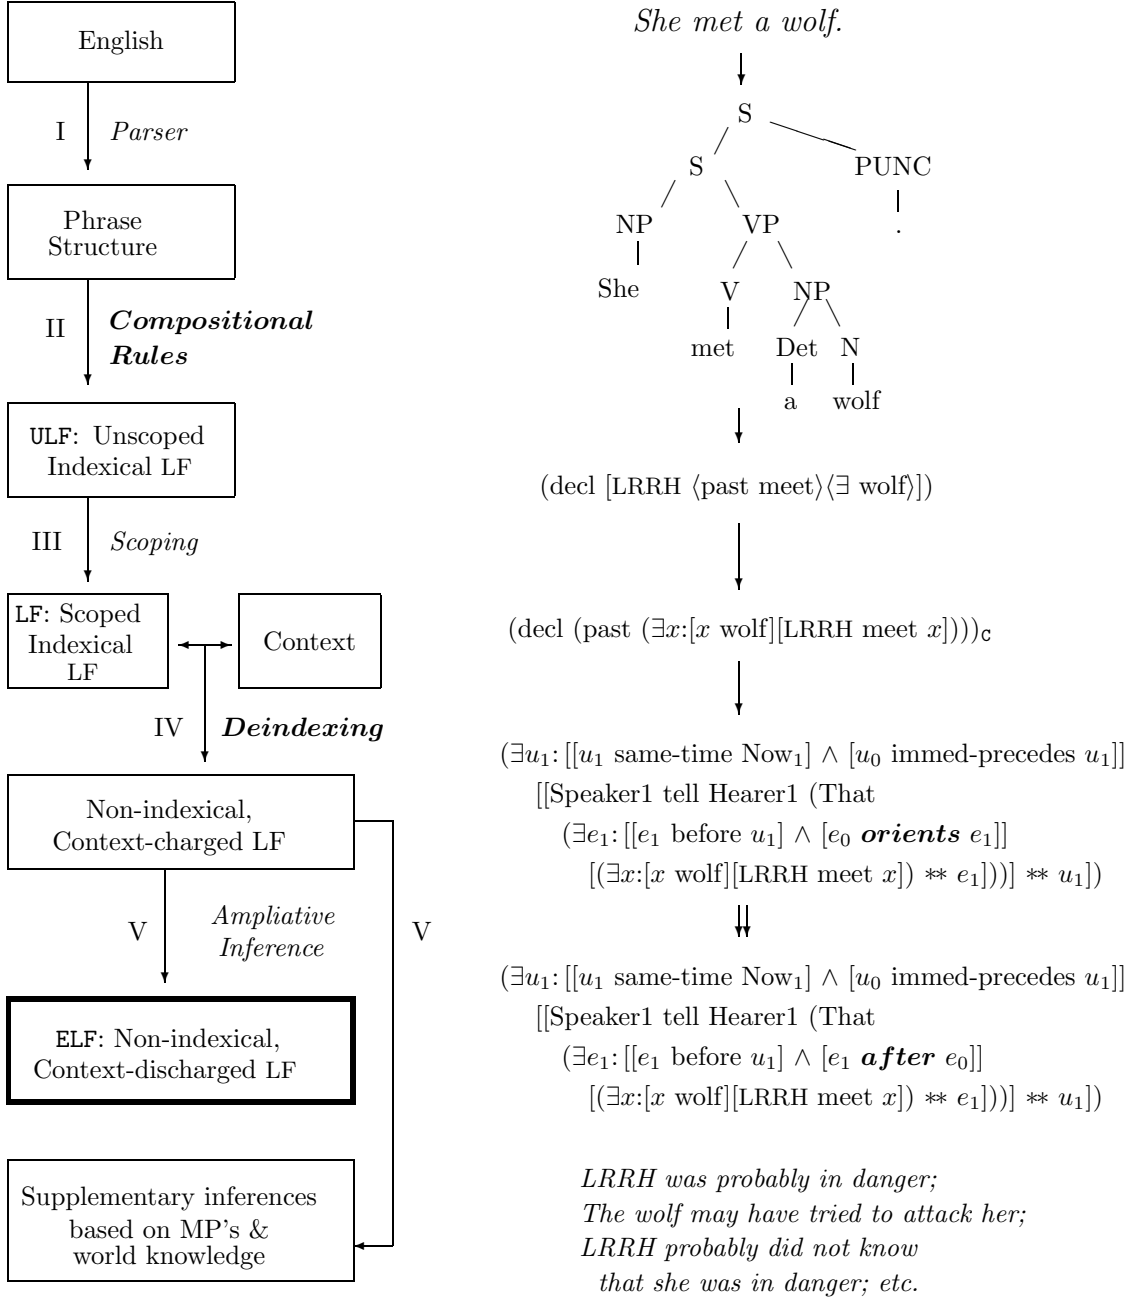 English
I Parser
Phrase
Structure
II Compositional
Rules
ULF: Unscoped
Indexical LF
III Scoping
LF: Scoped
Indexical
LF
Context
IV Deindexing
Non-indexical,
Context-charged LF
V Ampliative
Inference
V
ELF: Non-indexical,
Context-discharged LF
Supplementary inferences
based on MP's &
world knowledge
She met a wolf.
S
S PUNC
NP VP .
She V NP
met Det N
a wolf
(decl [LRRH ⟨past meet⟩⟨∃ wolf⟩])
(decl (past (∃x:[x wolf][LRRH meet x])))C
(∃u₁: [[u₁ same-time Now₁] ∧ [u₀ immed-precedes u₁]]
[[Speaker1 tell Hearer1 (That
(∃e₁: [[e₁ before u₁] ∧ [e₀ orients e₁]]
[(∃x:[x wolf][LRRH meet x]) ** e₁]))] ** u₁])
(∃u₁: [[u₁ same-time Now₁] ∧ [u₀ immed-precedes u₁]]
[[Speaker1 tell Hearer1 (That
(∃e₁: [[e₁ before u₁] ∧ [e₁ after e₀]]
[(∃x:[x wolf][LRRH meet x]) ** e₁]))] ** u₁])
LRRH was probably in danger;
The wolf may have tried to attack her;
LRRH probably did not know
that she was in danger; etc.